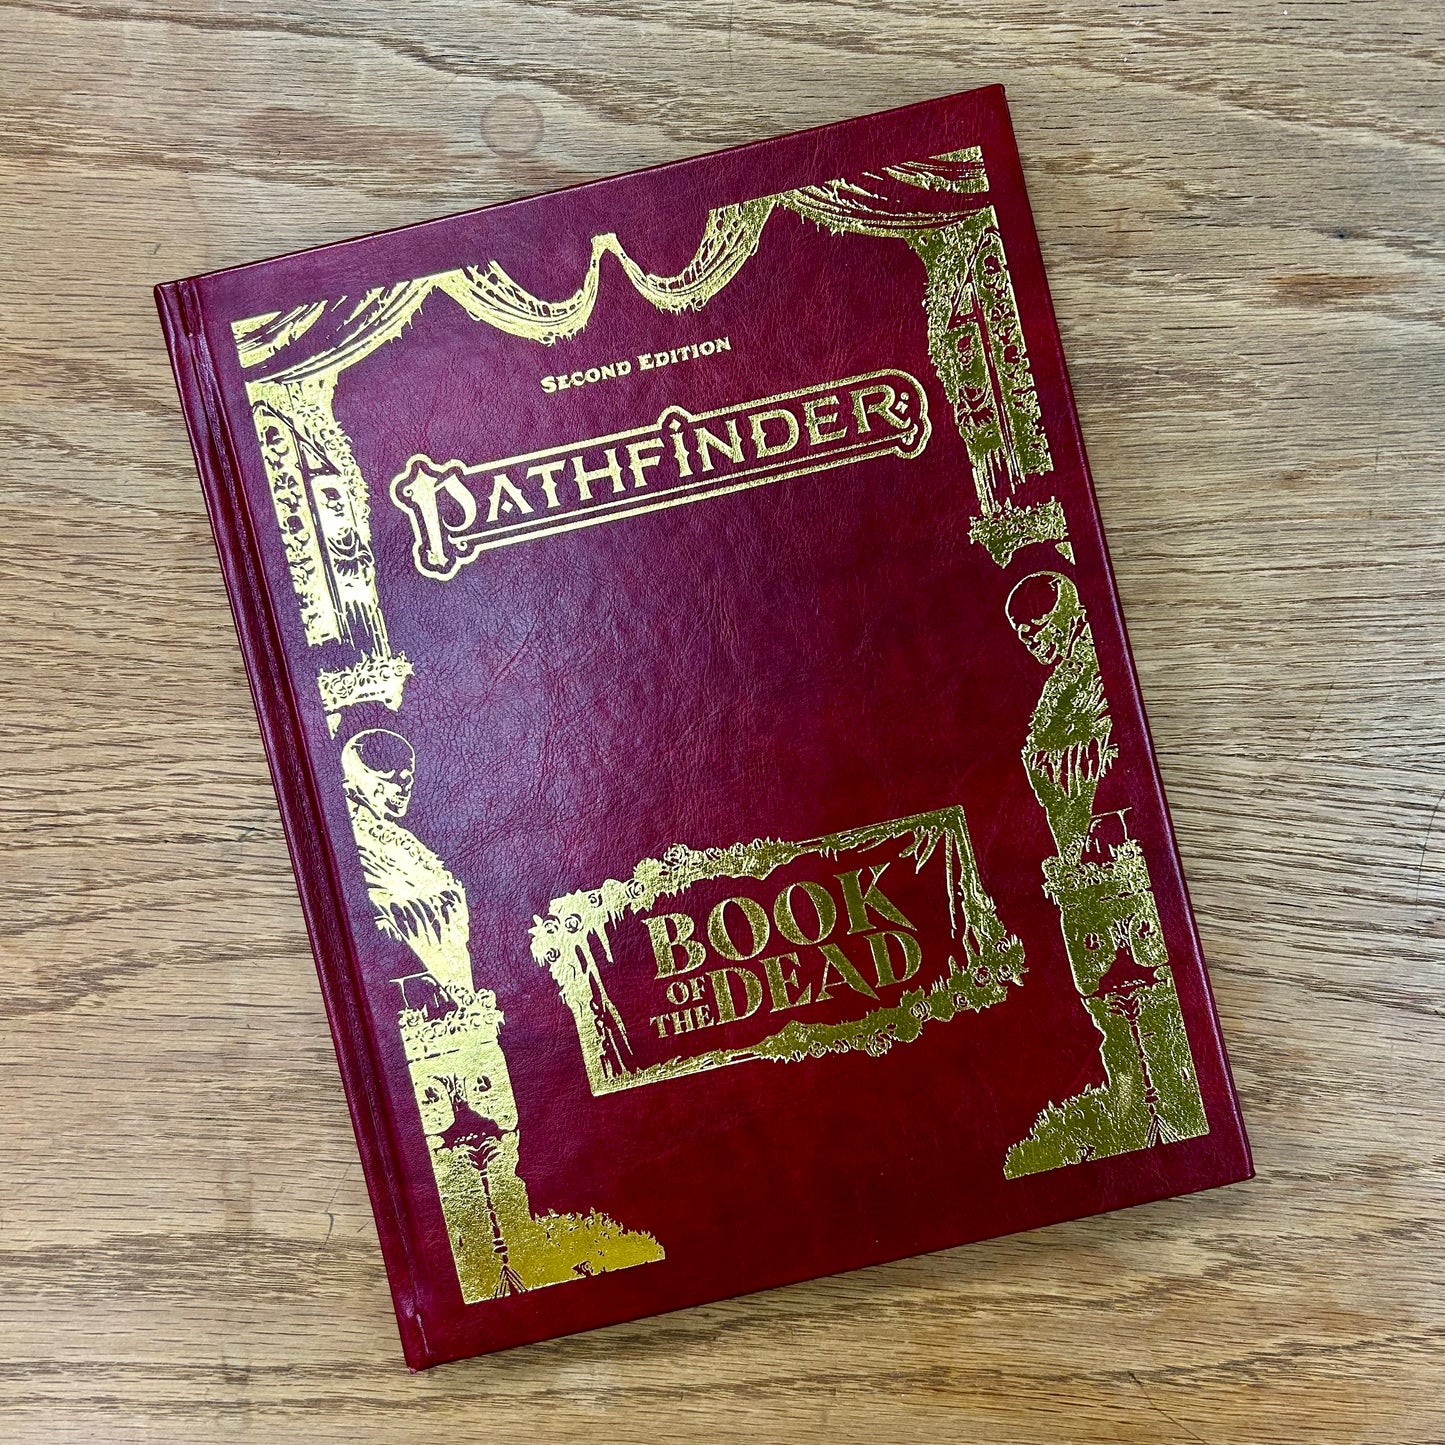 Second Edition
Pathfinder
BOOK
OF THE DEAD